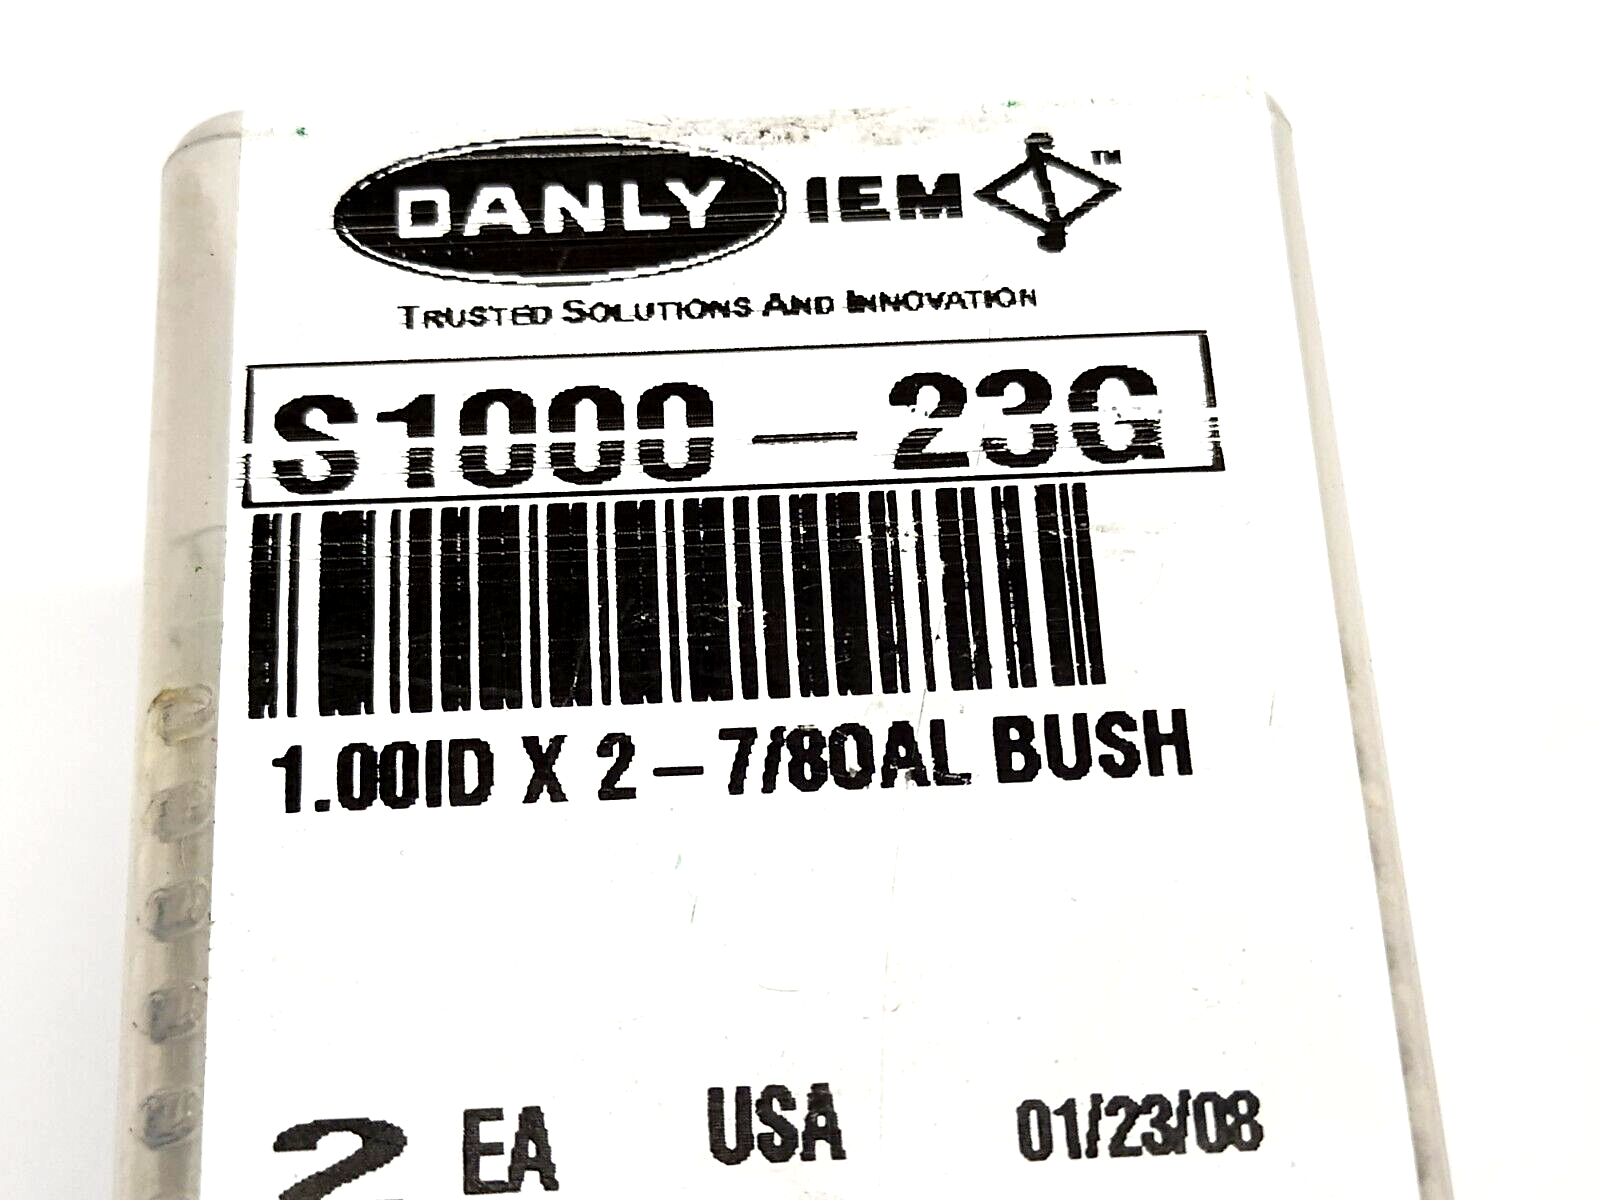 DANLY IEM ™
TRUSTED SOLUTIONS AND INNOVATION
S1000-23G
1.00ID X 2-7/8OAL BUSH
2 EA USA 01/23/08